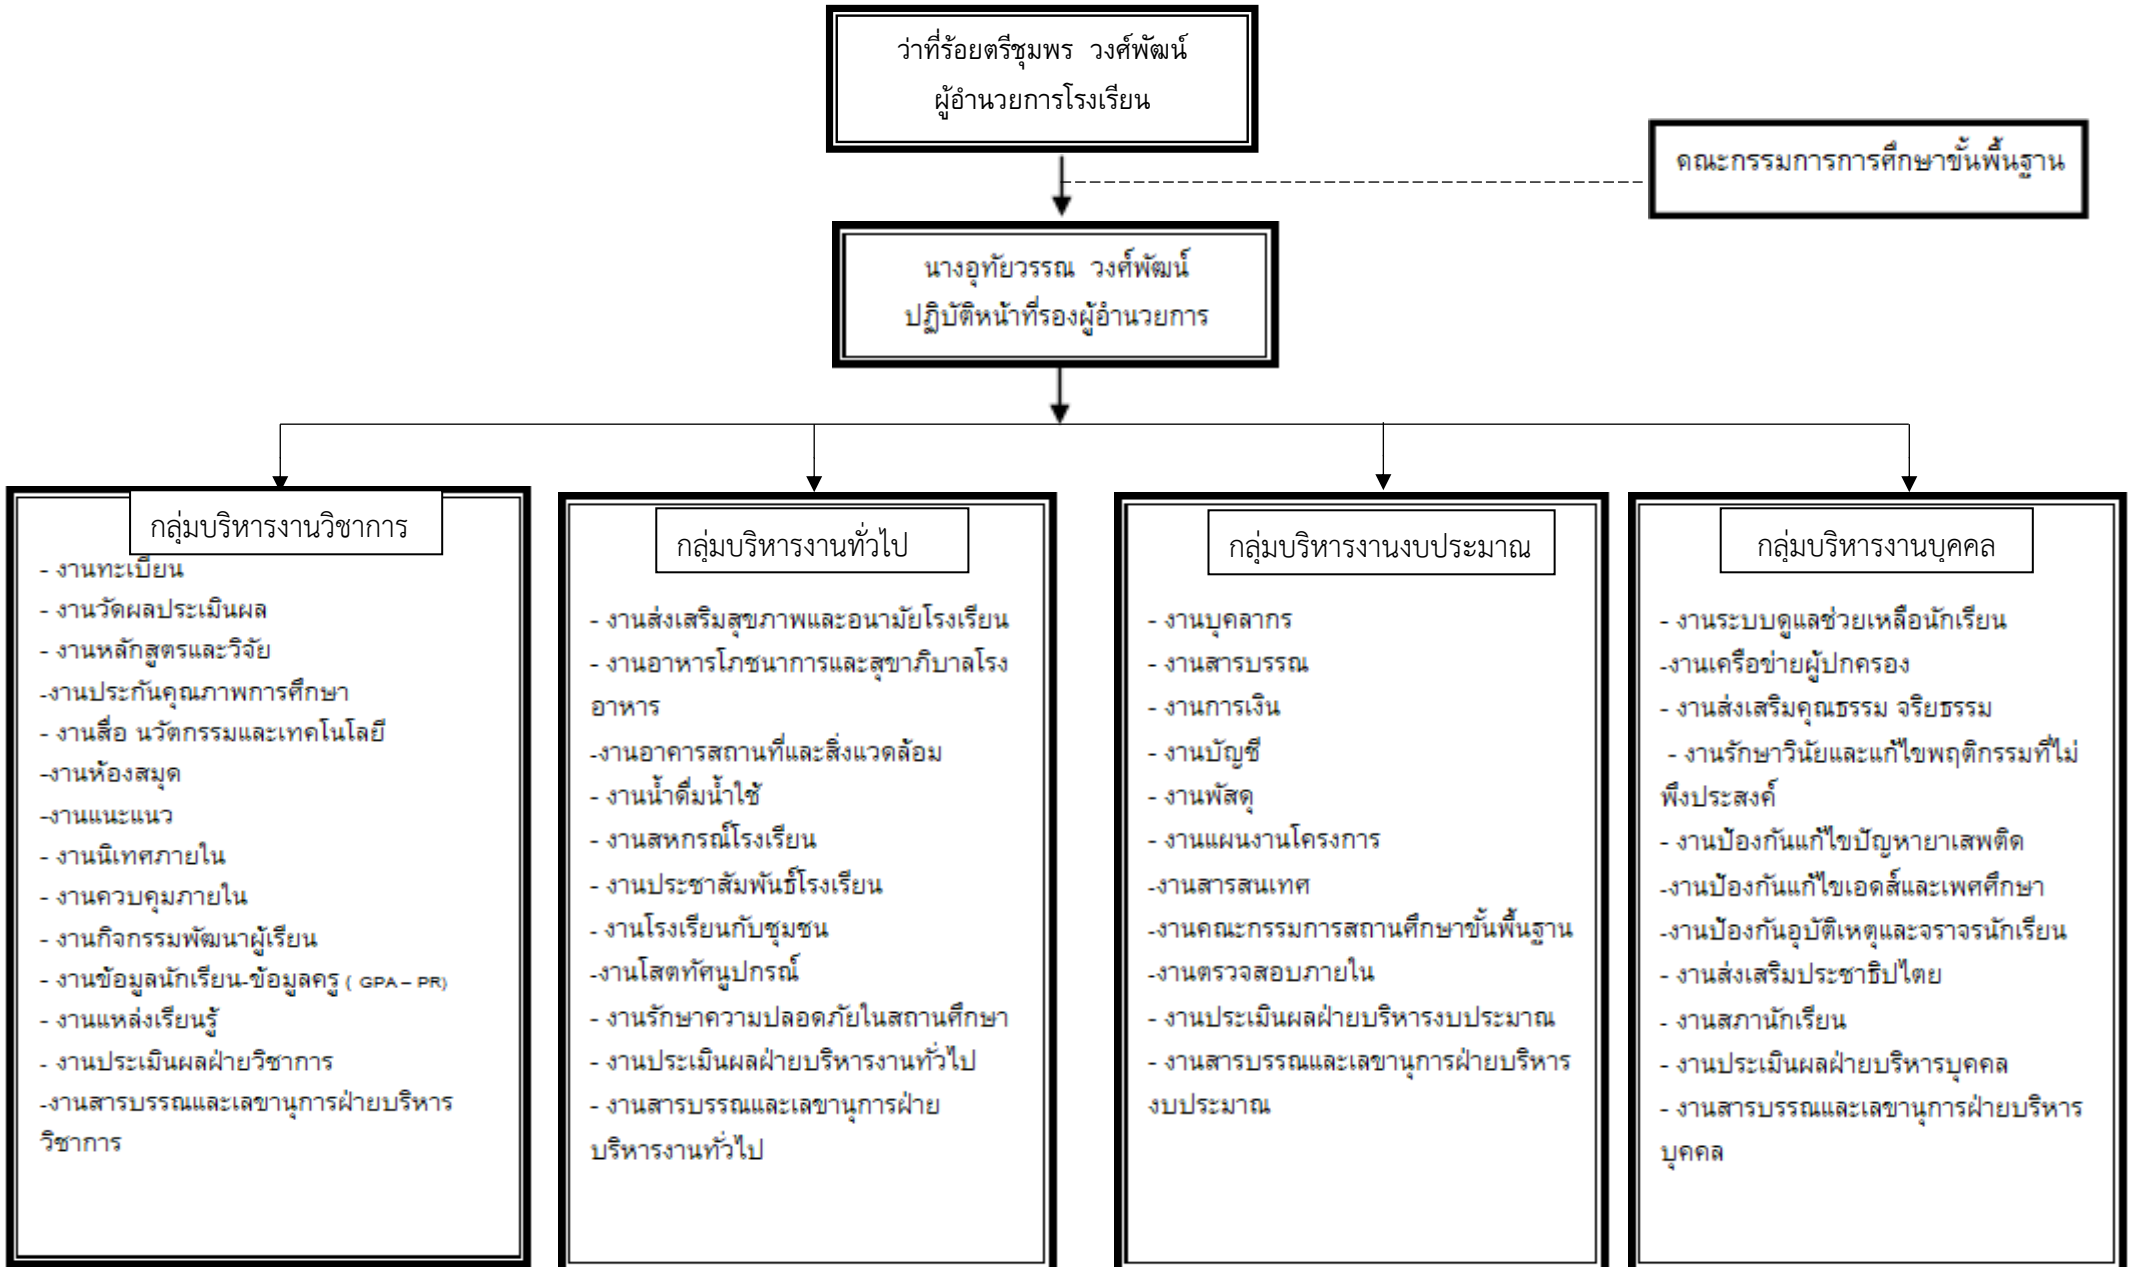 ว่าที่ร้อยตรีชุมพร วงศ์พัฒน์
ผู้อำนวยการโรงเรียน
คณะกรรมการการศึกษาขั้นพื้นฐาน
นางอุทัยวรรณ วงศ์พัฒน์
ปฏิบัติหน้าที่รองผู้อำนวยการ
กลุ่มบริหารงานวิชาการ
- งานทะเบียน
- งานวัดผลประเมินผล
- งานหลักสูตรและวิจัย
-งานประกันคุณภาพการศึกษา
- งานสื่อ นวัตกรรมและเทคโนโลยี
-งานห้องสมุด
-งานแนะแนว
- งานนิเทศภายใน
- งานควบคุมภายใน
- งานกิจกรรมพัฒนาผู้เรียน
- งานข้อมูลนักเรียน-ข้อมูลครู ( GPA – PR)
- งานแหล่งเรียนรู้
- งานประเมินผลฝ่ายวิชาการ
-งานสารบรรณและเลขานุการฝ่ายบริหาร
วิชาการ
กลุ่มบริหารงานทั่วไป
- งานส่งเสริมสุขภาพและอนามัยโรงเรียน
- งานอาหารโภชนาการและสุขาภิบาลโรง
อาหาร
-งานอาคารสถานที่และสิ่งแวดล้อม
- งานน้ำดื่มน้ำใช้
- งานสหกรณ์โรงเรียน
- งานประชาสัมพันธ์โรงเรียน
- งานโรงเรียนกับชุมชน
-งานโสตทัศนูปกรณ์
- งานรักษาความปลอดภัยในสถานศึกษา
- งานประเมินผลฝ่ายบริหารงานทั่วไป
- งานสารบรรณและเลขานุการฝ่าย
บริหารงานทั่วไป
กลุ่มบริหารงานงบประมาณ
- งานบุคลากร
- งานสารบรรณ
- งานการเงิน
- งานบัญชี
- งานพัสดุ
- งานแผนงานโครงการ
-งานสารสนเทศ
-งานคณะกรรมการสถานศึกษาขั้นพื้นฐาน
-งานตรวจสอบภายใน
- งานประเมินผลฝ่ายบริหารงบประมาณ
- งานสารบรรณและเลขานุการฝ่ายบริหาร
งบประมาณ
กลุ่มบริหารงานบุคคล
- งานระบบดูแลช่วยเหลือนักเรียน
-งานเครือข่ายผู้ปกครอง
- งานส่งเสริมคุณธรรม จริยธรรม
- งานรักษาวินัยและแก้ไขพฤติกรรมที่ไม่
พึงประสงค์
- งานป้องกันแก้ไขปัญหายาเสพติด
-งานป้องกันแก้ไขเอดส์และเพศศึกษา
-งานป้องกันอุบัติเหตุและจราจรนักเรียน
- งานส่งเสริมประชาธิปไตย
- งานสภานักเรียน
- งานประเมินผลฝ่ายบริหารบุคคล
- งานสารบรรณและเลขานุการฝ่ายบริหาร
บุคคล